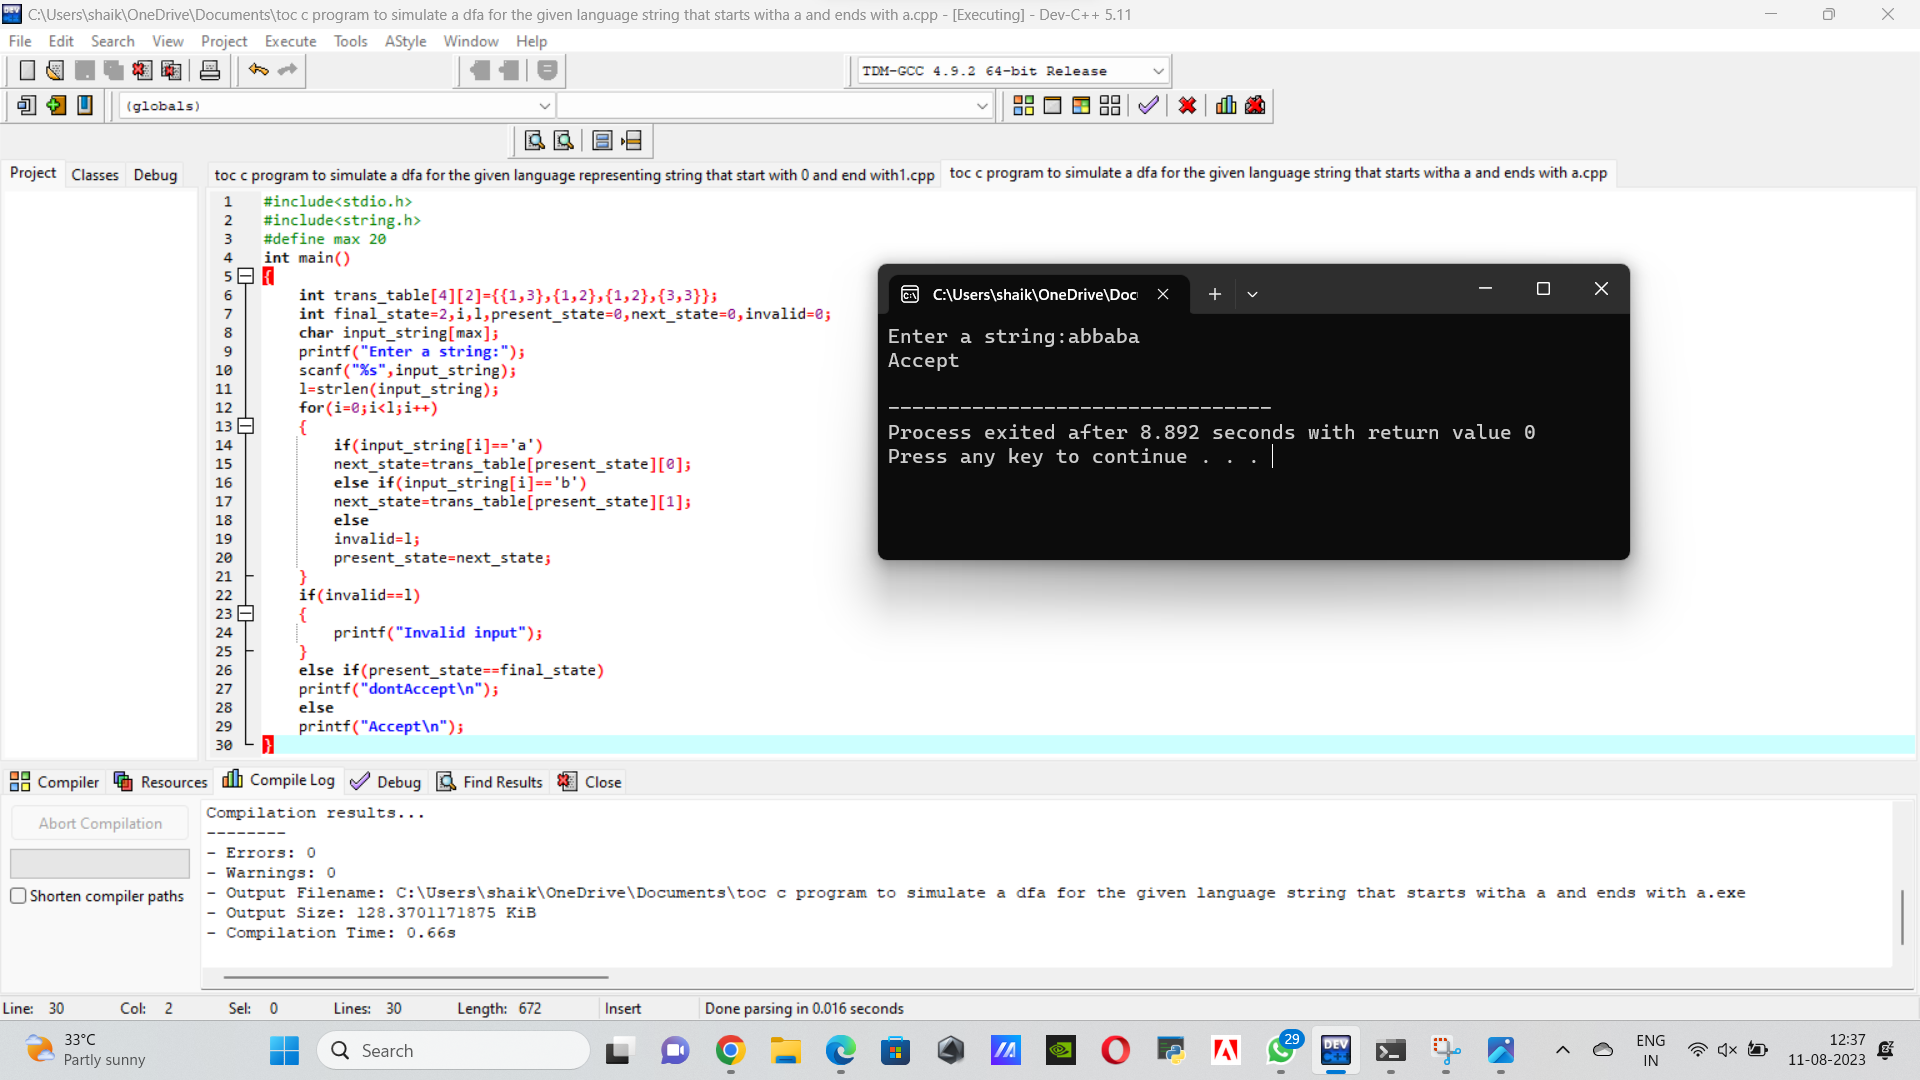 C:\Users\shaik\OneDrive\Documents\toc c program to simulate a dfa for the given language string that starts witha a and ends with a.cpp - [Executing] - Dev-C++ 5.11
File Edit Search View Project Execute Tools AStyle Window Help
TDM-GCC 4.9.2 64-bit Release
(globals)
Project Classes Debug
toc c program to simulate a dfa for the given language representing string that start with 0 and end with1.cpp
toc c program to simulate a dfa for the given language string that starts witha a and ends with a.cpp
1 #include<stdio.h>
2 #include<string.h>
3 #define max 20
4 int main()
5 {
6 int trans_table[4][2]={{1,3},{1,2},{1,2},{3,3}};
7 int final_state=2,i,l,present_state=0,next_state=0,invalid=0;
8 char input_string[max];
9 printf("Enter a string:");
10 scanf("%s",input_string);
11 l=strlen(input_string);
12 for(i=0;i<l;i++)
13 {
14 if(input_string[i]=='a')
15 next_state=trans_table[present_state][0];
16 else if(input_string[i]=='b')
17 next_state=trans_table[present_state][1];
18 else
19 invalid=l;
20 present_state=next_state;
21 }
22 if(invalid==l)
23 {
24 printf("Invalid input");
25 }
26 else if(present_state==final_state)
27 printf("dontAccept\n");
28 else
29 printf("Accept\n");
30 }
C:\Users\shaik\OneDrive\Doc
Enter a string:abbaba
Accept
--------------------------------
Process exited after 8.892 seconds with return value 0
Press any key to continue . . .
Compiler Resources Compile Log Debug Find Results Close
Abort Compilation
Shorten compiler paths
Compilation results...
--------
- Errors: 0
- Warnings: 0
- Output Filename: C:\Users\shaik\OneDrive\Documents\toc c program to simulate a dfa for the given language string that starts witha a and ends with a.exe
- Output Size: 128.3701171875 KiB
- Compilation Time: 0.66s
Line: 30 Col: 2 Sel: 0 Lines: 30 Length: 672 Insert Done parsing in 0.016 seconds
33°C
Partly sunny
Search
29
DEV
C++
ENG
IN
12:37
11-08-2023